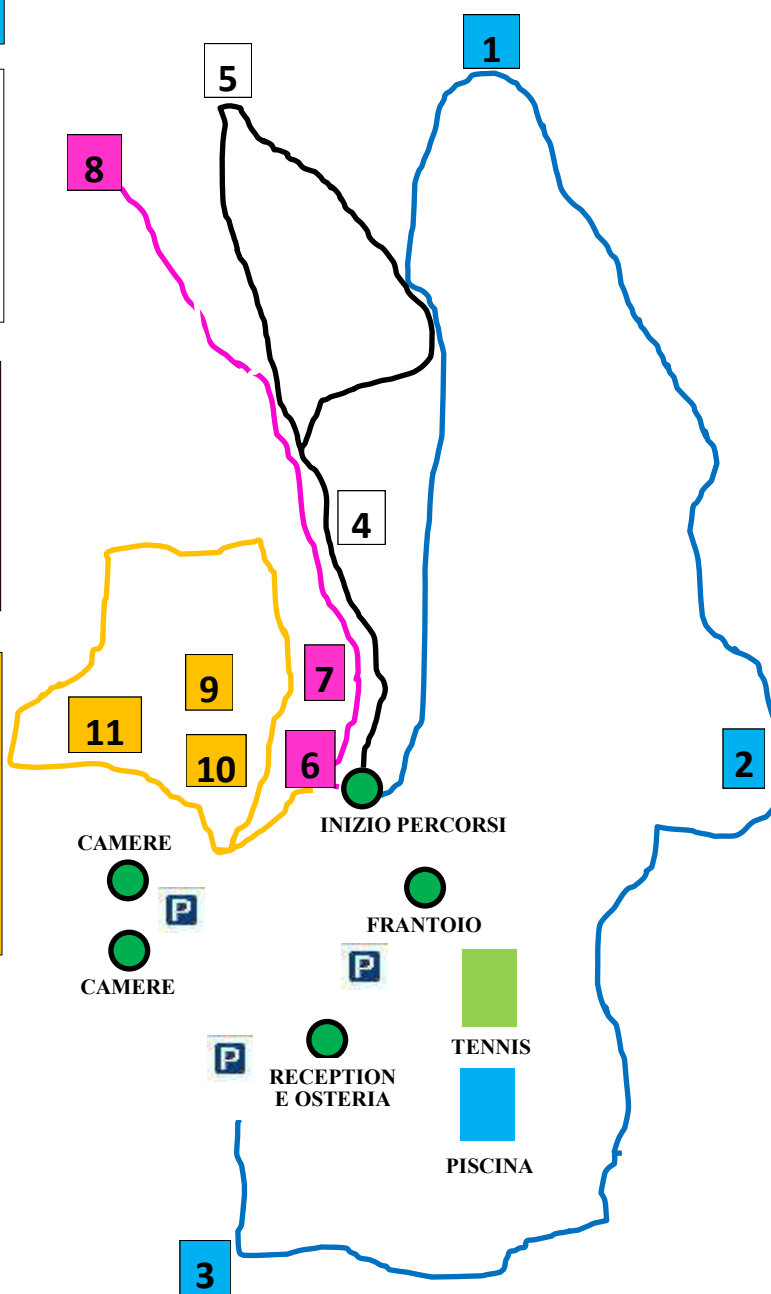 1
5
8
4
7
9
11
10
6
2
INIZIO PERCORSI
CAMERE
P
FRANTOIO
CAMERE
P
TENNIS
P
RECEPTION
E OSTERIA
PISCINA
3